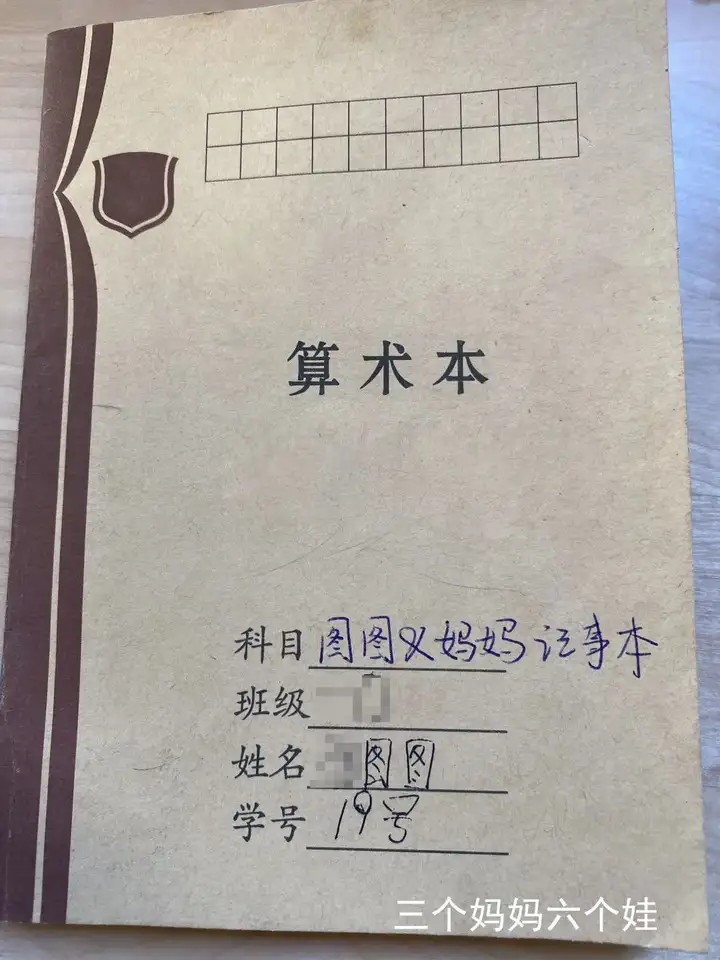 算术本
科目 图图&妈妈记事本
班级
姓名 图图
学号 19号
三个妈妈六个娃